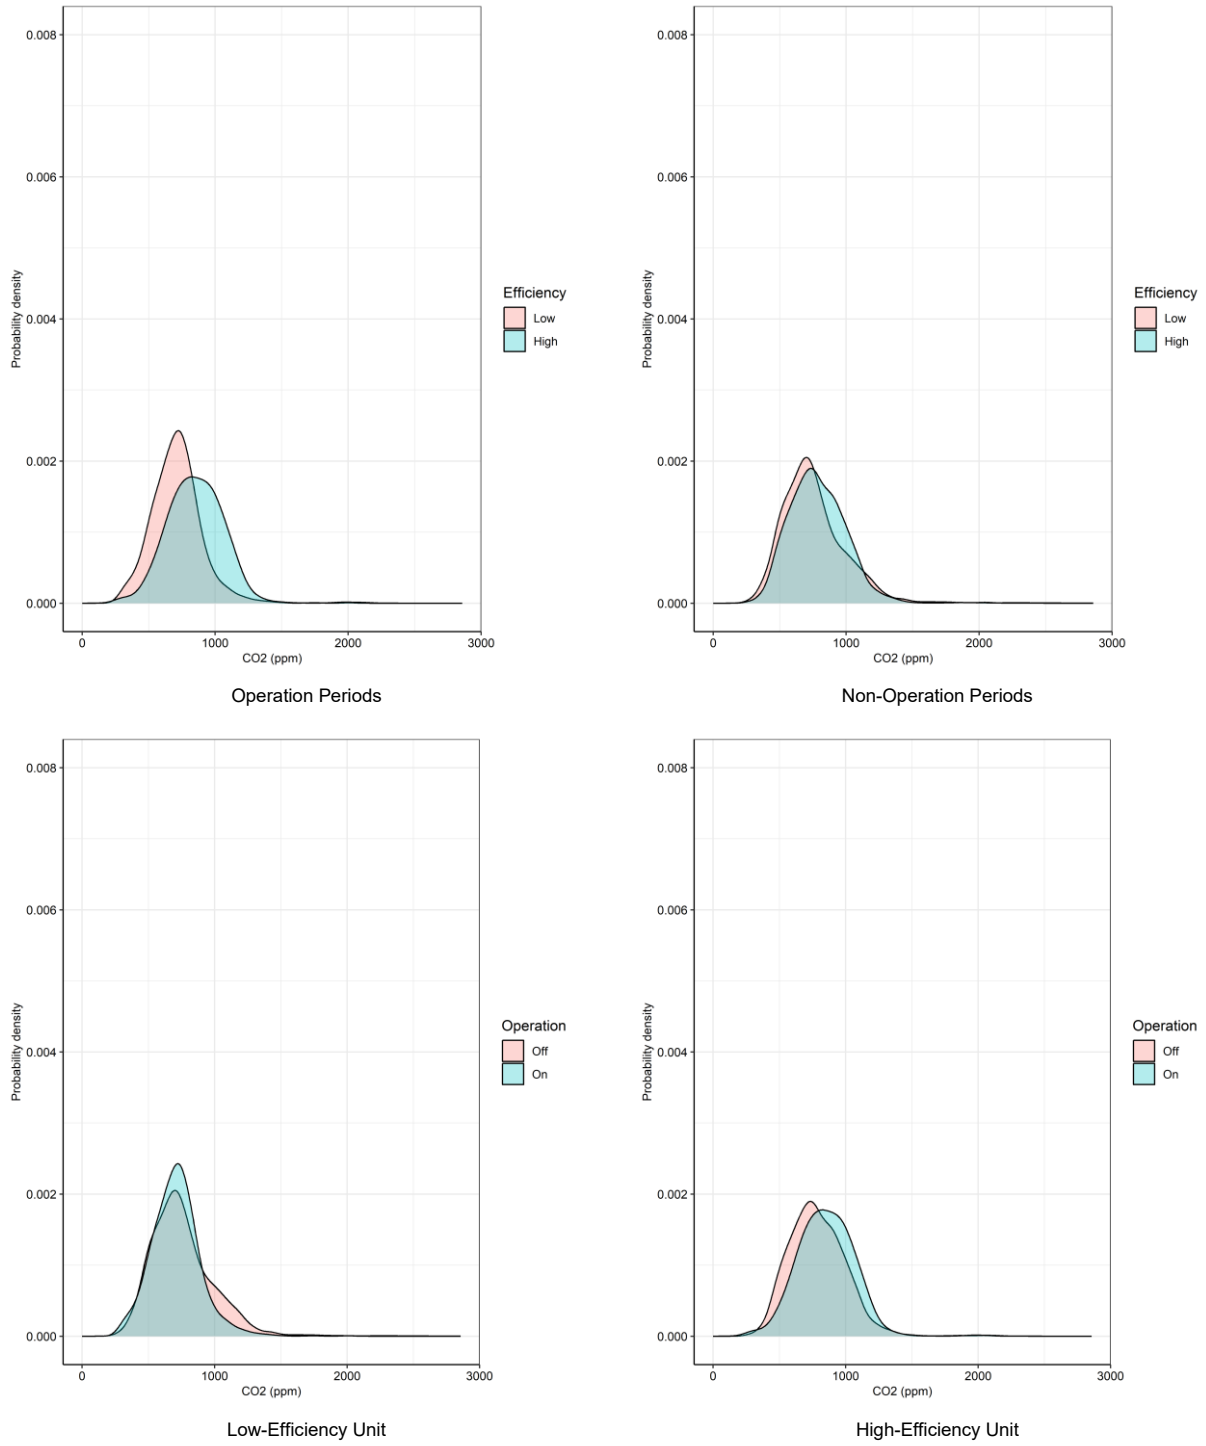 0.008
0.006
0.004
0.002
0.000
Probability density
0
1000
2000
3000
CO2 (ppm)
Efficiency
Low
High
Operation Periods
0.008
0.006
0.004
0.002
0.000
Probability density
0
1000
2000
3000
CO2 (ppm)
Efficiency
Low
High
Non-Operation Periods
0.008
0.006
0.004
0.002
0.000
Probability density
0
1000
2000
3000
CO2 (ppm)
Operation
Off
On
Low-Efficiency Unit
0.008
0.006
0.004
0.002
0.000
Probability density
0
1000
2000
3000
CO2 (ppm)
Operation
Off
On
High-Efficiency Unit